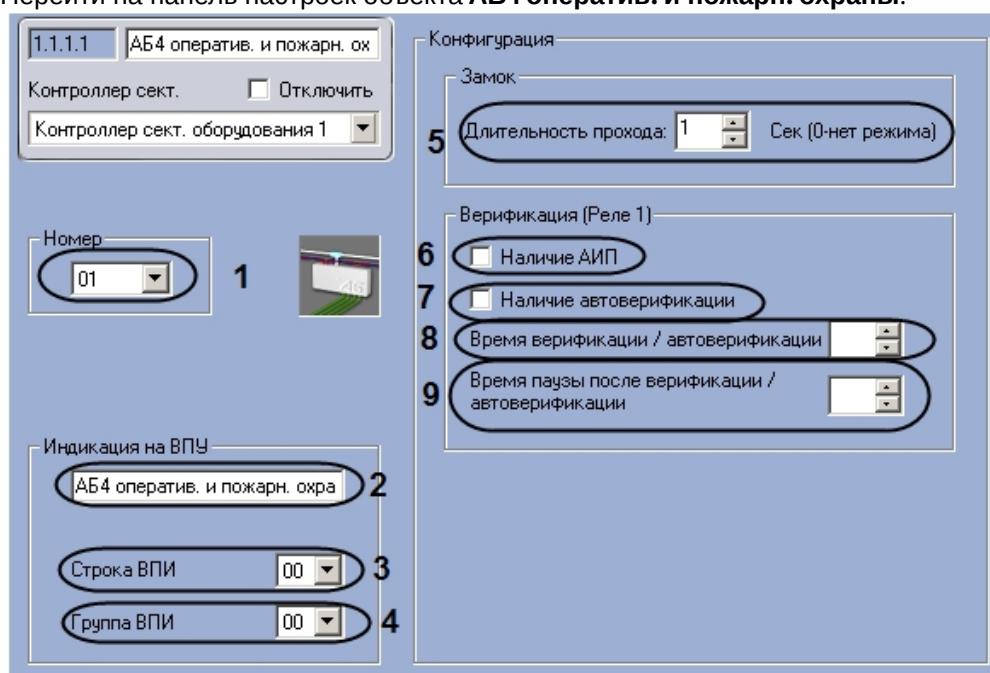 Перейти на панель настроек объекта АБ4 оператив. и пожарн. охраны.
1.1.1.1 АБ4 оператив. и пожарн. ох
Контроллер сект. Отключить
Контроллер сект. оборудования 1
Номер
01 1
АБ
Индикация на ВПУ
АБ4 оператив. и пожарн. охра 2
Строка ВПИ 00 3
Группа ВПИ 00 4
Конфигурация
Замок
5 Длительность прохода: 1 Сек (0-нет режима)
Верификация (Реле 1)
6 Наличие АИП
7 Наличие автоверификации
8 Время верификации / автоверификации
9 Время паузы после верификации /
автоверификации